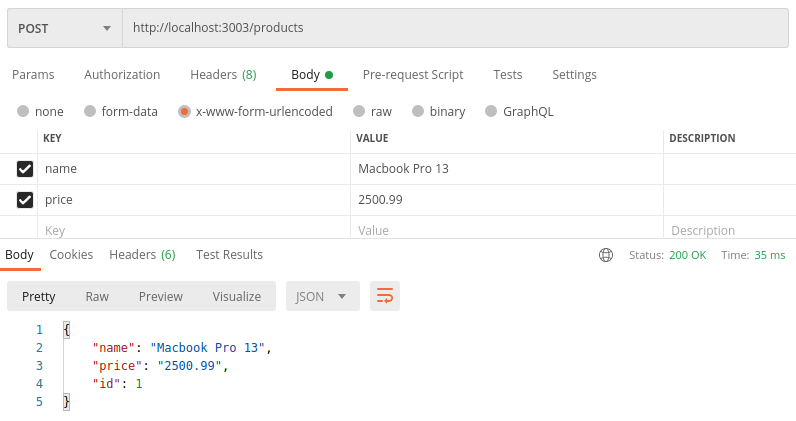 POST http://localhost:3003/products
Params Authorization Headers (8) Body Pre-request Script Tests Settings
none form-data x-www-form-urlencoded raw binary GraphQL
KEY VALUE DESCRIPTION
name Macbook Pro 13
price 2500.99
Key Value Description
Body Cookies Headers (6) Test Results Status: 200 OK Time: 35 ms
Pretty Raw Preview Visualize JSON
1 {
2 "name": "Macbook Pro 13",
3 "price": "2500.99",
4 "id": 1
5 }